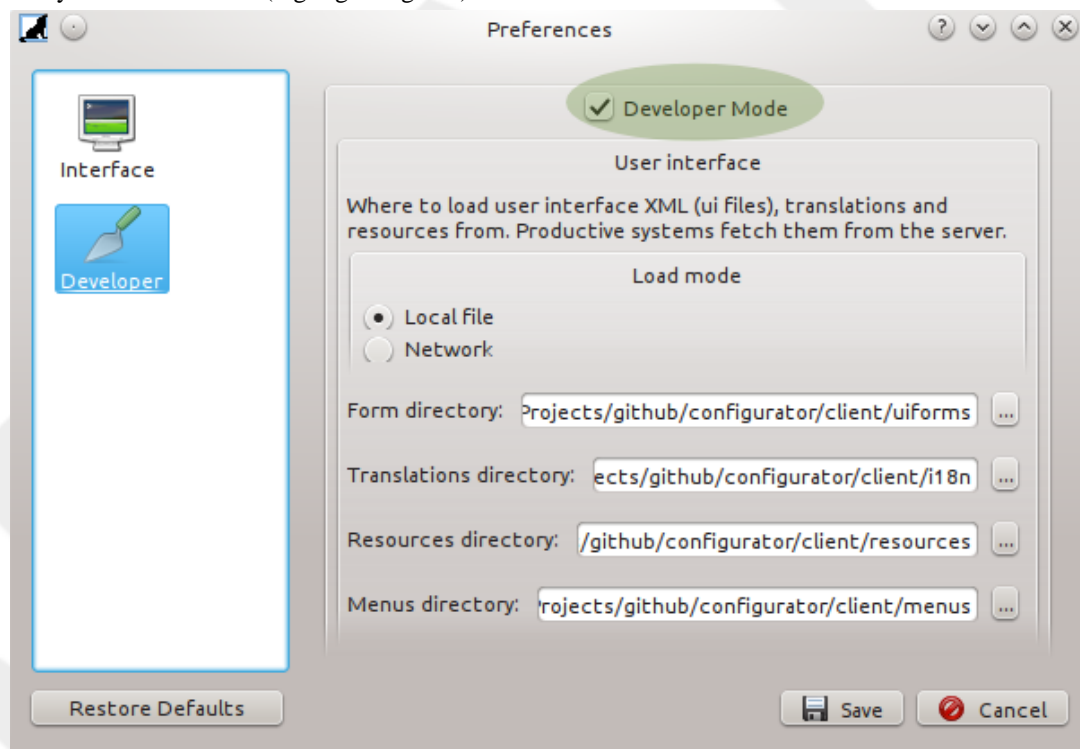 Preferences
Interface
Developer
Developer Mode
User interface
Where to load user interface XML (ui files), translations and
resources from. Productive systems fetch them from the server.
Load mode
Local file
Network
Form directory: Projects/github/configurator/client/uiforms ...
Translations directory: ects/github/configurator/client/i18n ...
Resources directory: /github/configurator/client/resources ...
Menus directory: rojects/github/configurator/client/menus ...
Restore Defaults
Save
Cancel